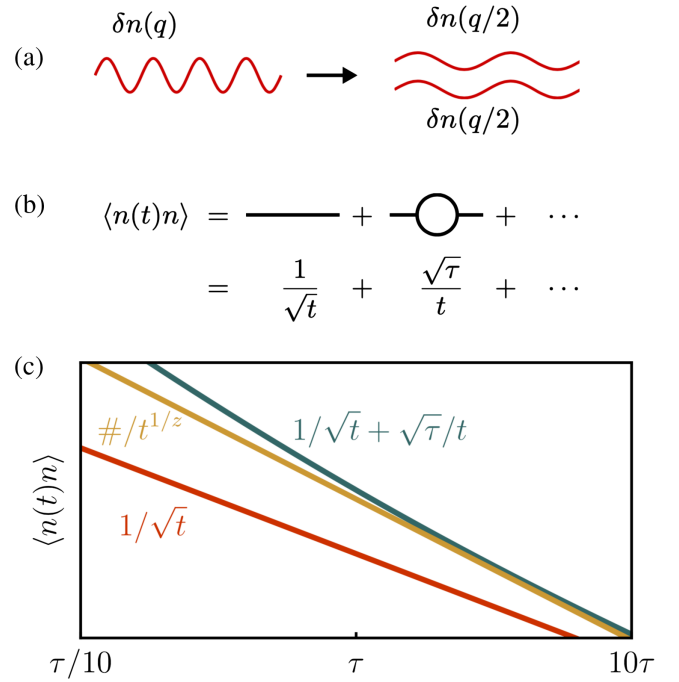 δn(q) δn(q/2)
(a)
δn(q/2)
(b) ⟨n(t)n⟩ = + + ⋯
= 1/√t + √τ/t + ⋯
(c)
#/t^{1/z} 1/√t + √τ/t
⟨n(t)n⟩
1/√t
τ/10 τ 10τ